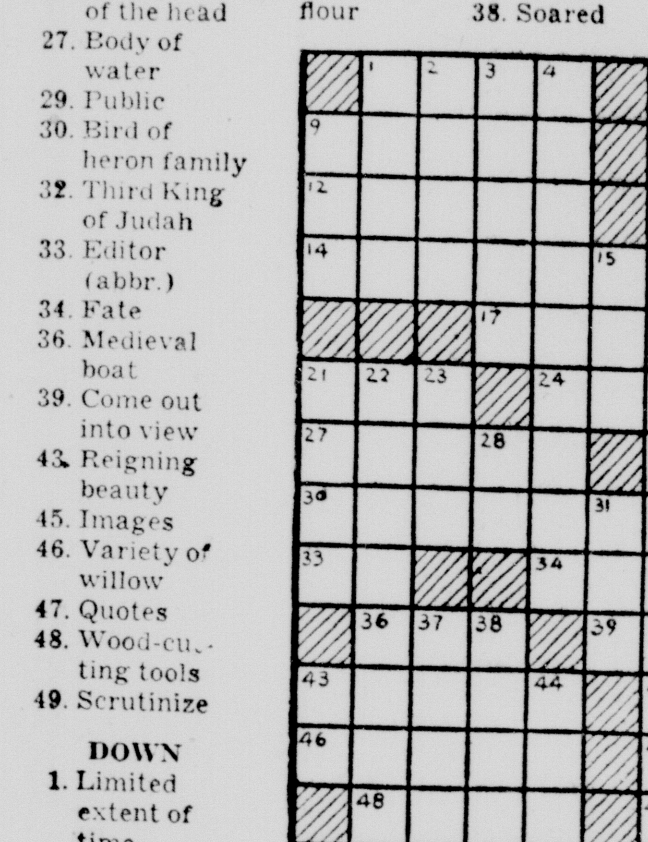 of the head
27. Body of
water
29. Public
30. Bird of
heron family
32. Third King
of Judah
33. Editor
(abbr.)
34. Fate
36. Medieval
boat
39. Come out
into view
43. Reigning
beauty
45. Images
46. Variety of
willow
47. Quotes
48. Wood-cut-
ting tools
49. Scrutinize
DOWN
1. Limited
extent of
time
flour
38. Soared
1 2 3 4
9
12
14 15
17
21 22 23 24
27 28
30 31
33 34
36 37 38 39
43 44
46
48